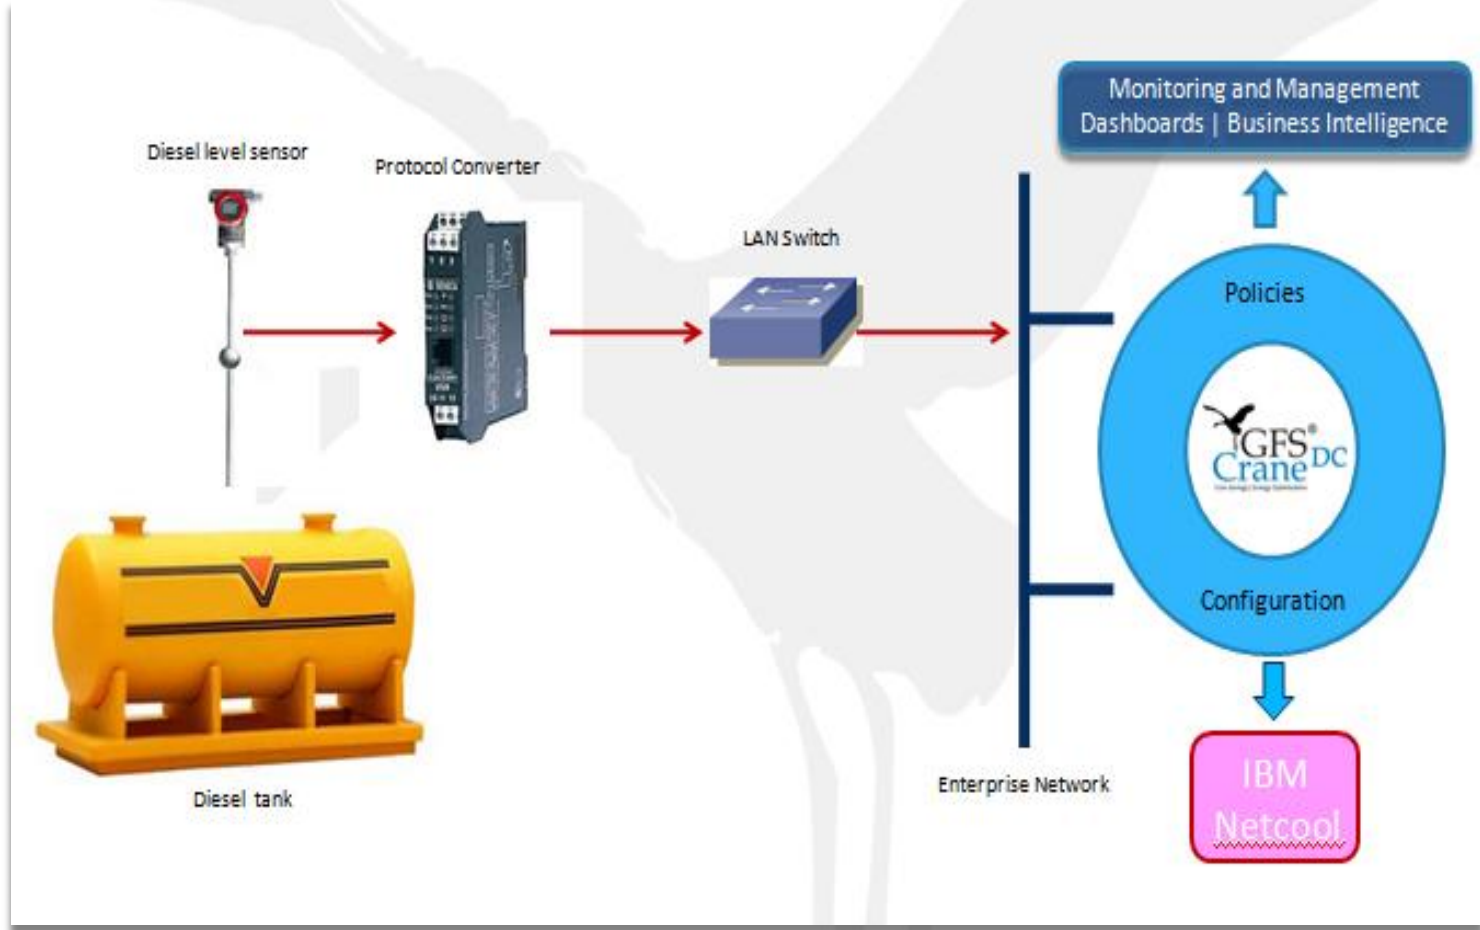 Monitoring and Management
Dashboards | Business Intelligence
Diesel level sensor
Protocol Converter
LAN Switch
Policies
GFS®
Crane DC
Configuration
Enterprise Network
Diesel tank
IBM
Netcool